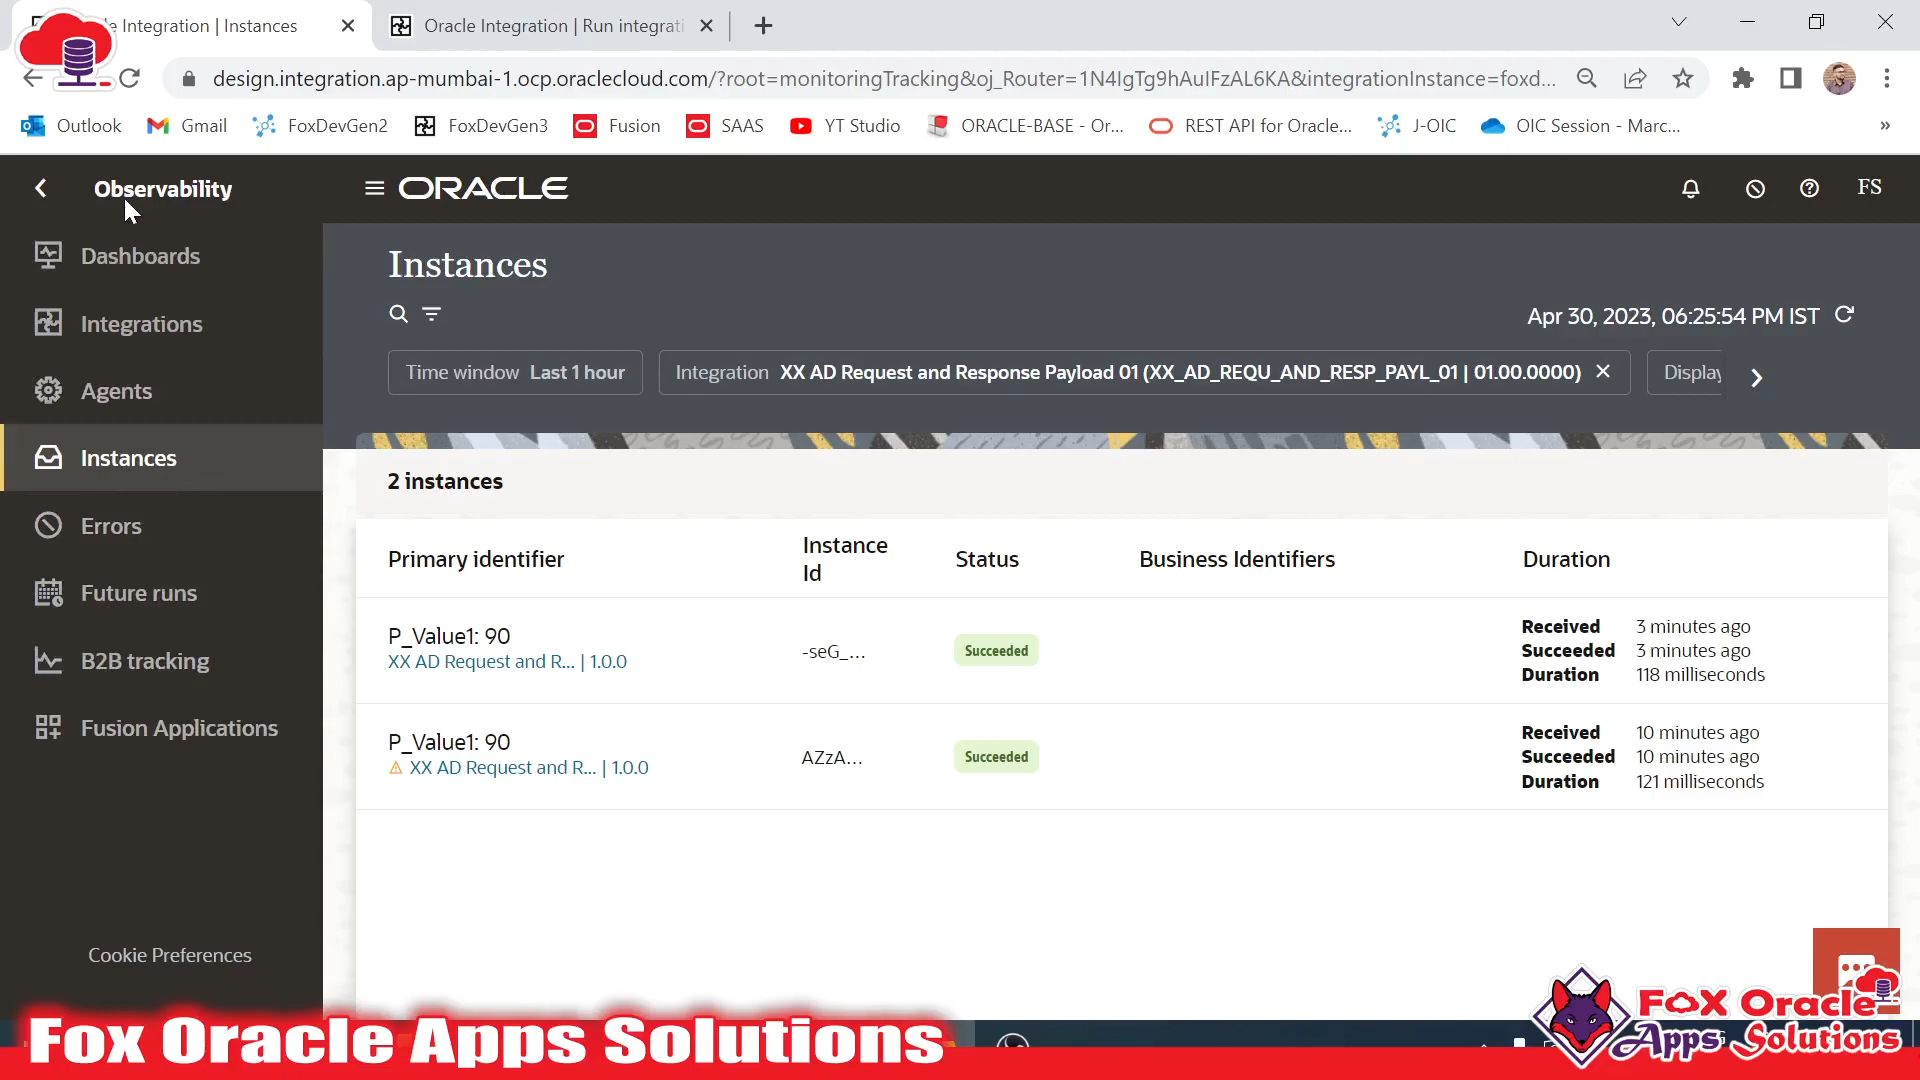 le Integration | Instances
Oracle Integration | Run integrati
design.integration.ap-mumbai-1.ocp.oraclecloud.com/?root=monitoringTracking&oj_Router=1N4IgTg9hAuIFzAL6KA&integrationInstance=foxd...
Outlook
Gmail
FoxDevGen2
FoxDevGen3
Fusion
SAAS
YT Studio
ORACLE-BASE - Or...
REST API for Oracle...
J-OIC
OIC Session - Marc...
»
Observability
ORACLE
FS
Dashboards
Integrations
Agents
Instances
Errors
Future runs
B2B tracking
Fusion Applications
Cookie Preferences
Instances
Apr 30, 2023, 06:25:54 PM IST
Time window Last 1 hour
Integration XX AD Request and Response Payload 01 (XX_AD_REQU_AND_RESP_PAYL_01 | 01.00.0000)
Display
2 instances
Primary identifier
Instance
Id
Status
Business Identifiers
Duration
P_Value1: 90
XX AD Request and R... | 1.0.0
-seG_...
Succeeded
Received 3 minutes ago
Succeeded 3 minutes ago
Duration 118 milliseconds
P_Value1: 90
XX AD Request and R... | 1.0.0
AZzA...
Succeeded
Received 10 minutes ago
Succeeded 10 minutes ago
Duration 121 milliseconds
Fox Oracle Apps Solutions
Fox Oracle
Apps Solutions